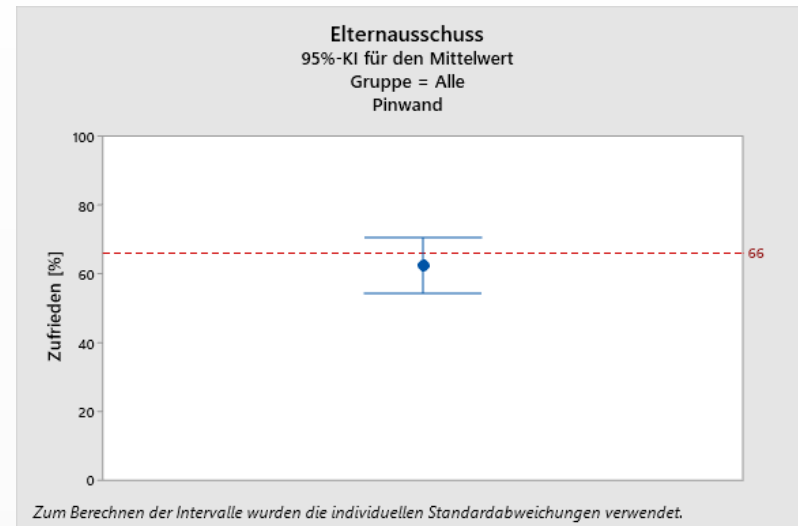 Elternausschuss
95%-KI für den Mittelwert
Gruppe = Alle
Pinwand
100
80
66
60
40
20
0
Zufrieden [%]
Zum Berechnen der Intervalle wurden die individuellen Standardabweichungen verwendet.